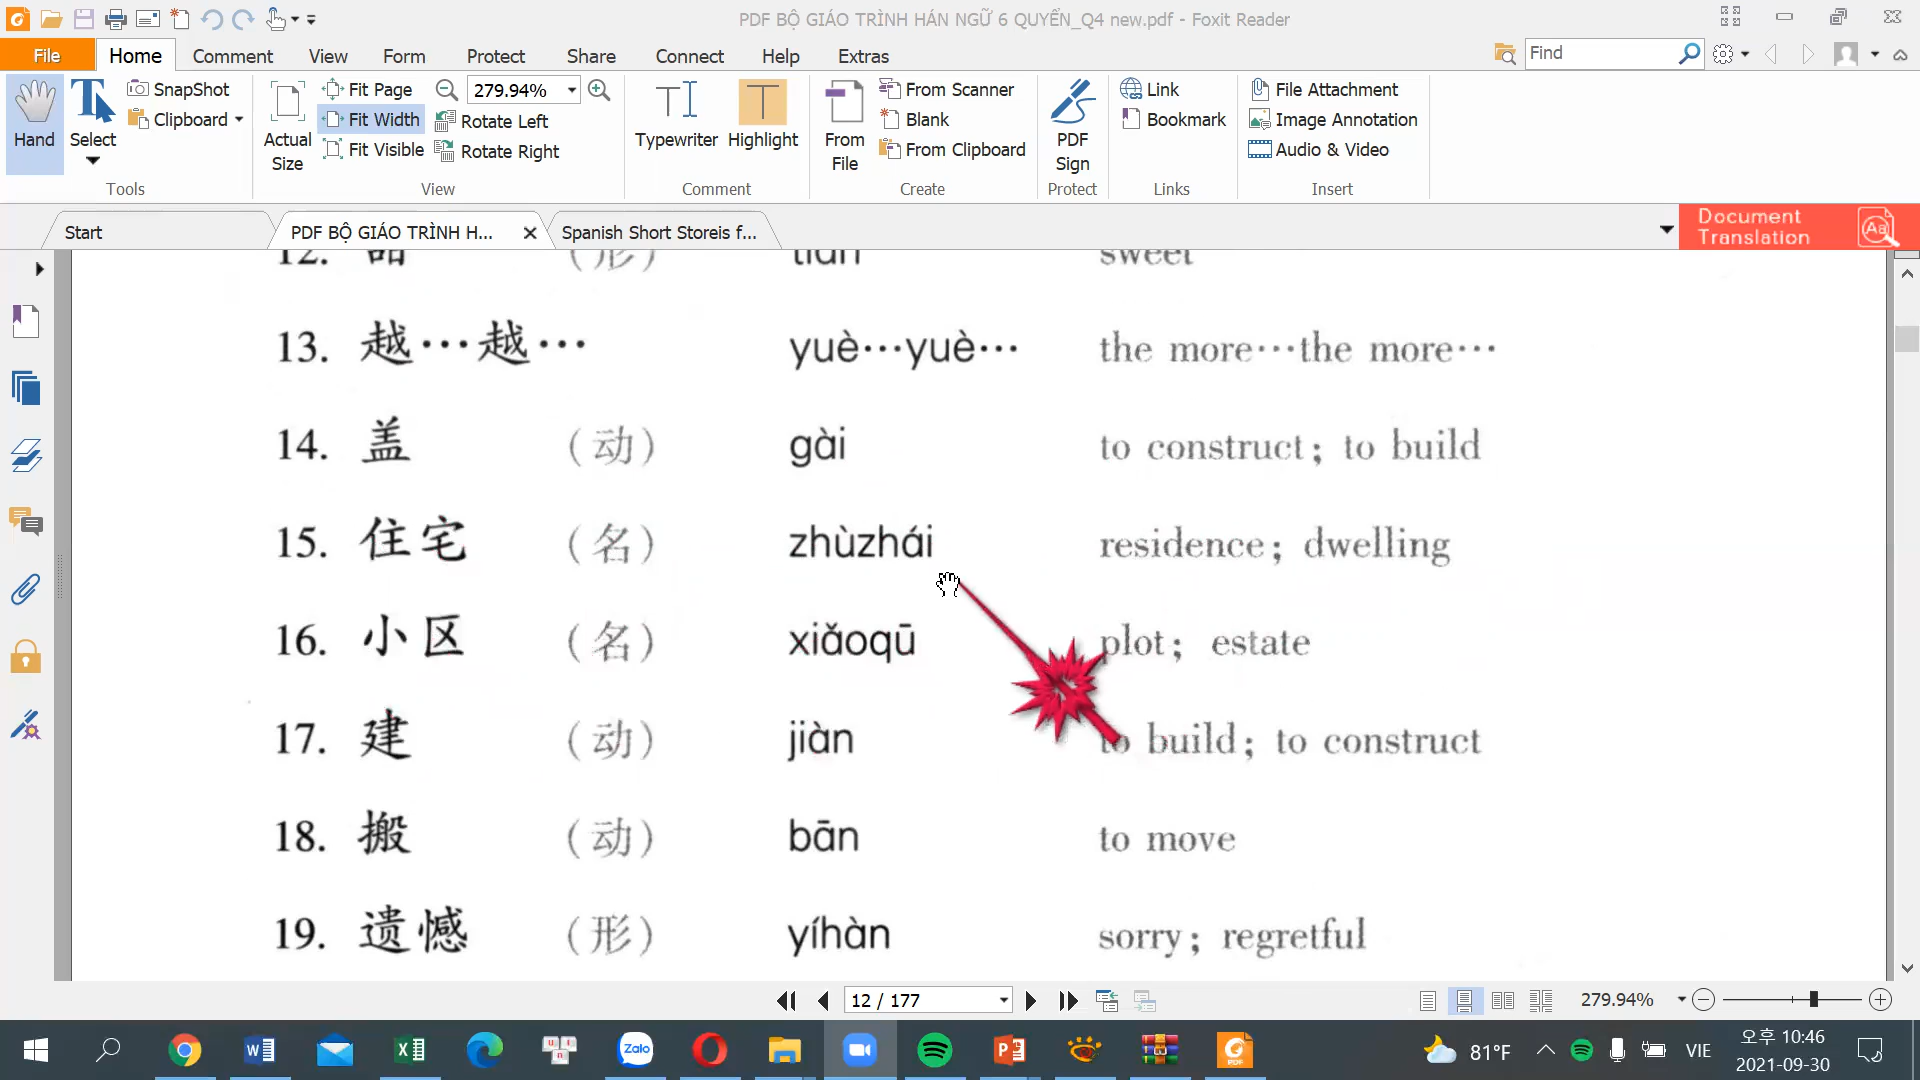 PDF BỘ GIÁO TRÌNH HÁN NGỮ 6 QUYỂN_Q4 new.pdf - Foxit Reader
File Home Comment View Form Protect Share Connect Help Extras Find
Hand
Select
SnapShot
Clipboard
Tools
Actual Size
Fit Page
Fit Width
Fit Visible
279.94%
Rotate Left
Rotate Right
View
Typewriter
Highlight
Comment
From File
From Scanner
Blank
From Clipboard
Create
PDF Sign
Protect
Link
Bookmark
Links
File Attachment
Image Annotation
Audio & Video
Insert
Start
PDF BỘ GIÁO TRÌNH H...
Spanish Short Storeis f...
Document
Translation
12. 甜 （形） tián sweet
13. 越…越… yuè…yuè… the more…the more…
14. 盖 （动） gài to construct; to build
15. 住宅 （名） zhùzhái residence; dwelling
16. 小区 （名） xiǎoqū plot; estate
17. 建 （动） jiàn to build; to construct
18. 搬 （动） bān to move
19. 遗憾 （形） yíhàn sorry; regretful
12 / 177
279.94%
Zalo
81°F
VIE
오후 10:46
2021-09-30